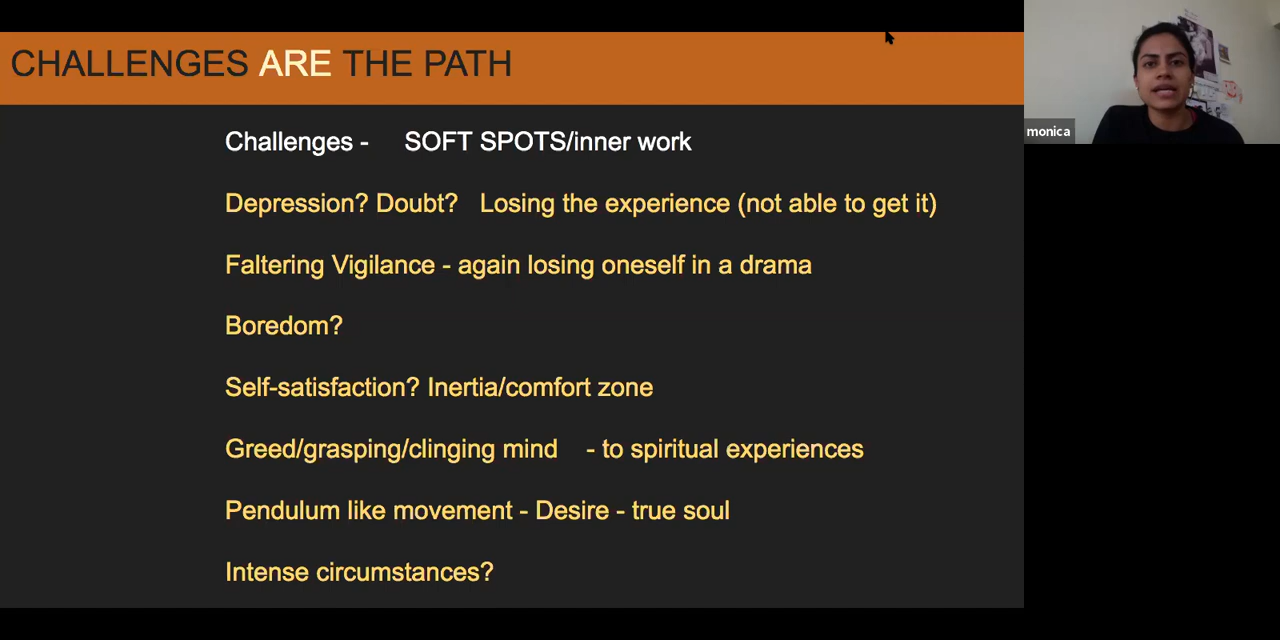 CHALLENGES ARE THE PATH
monica
Challenges - SOFT SPOTS/inner work
Depression? Doubt? Losing the experience (not able to get it)
Faltering Vigilance - again losing oneself in a drama
Boredom?
Self-satisfaction? Inertia/comfort zone
Greed/grasping/clinging mind - to spiritual experiences
Pendulum like movement - Desire - true soul
Intense circumstances?